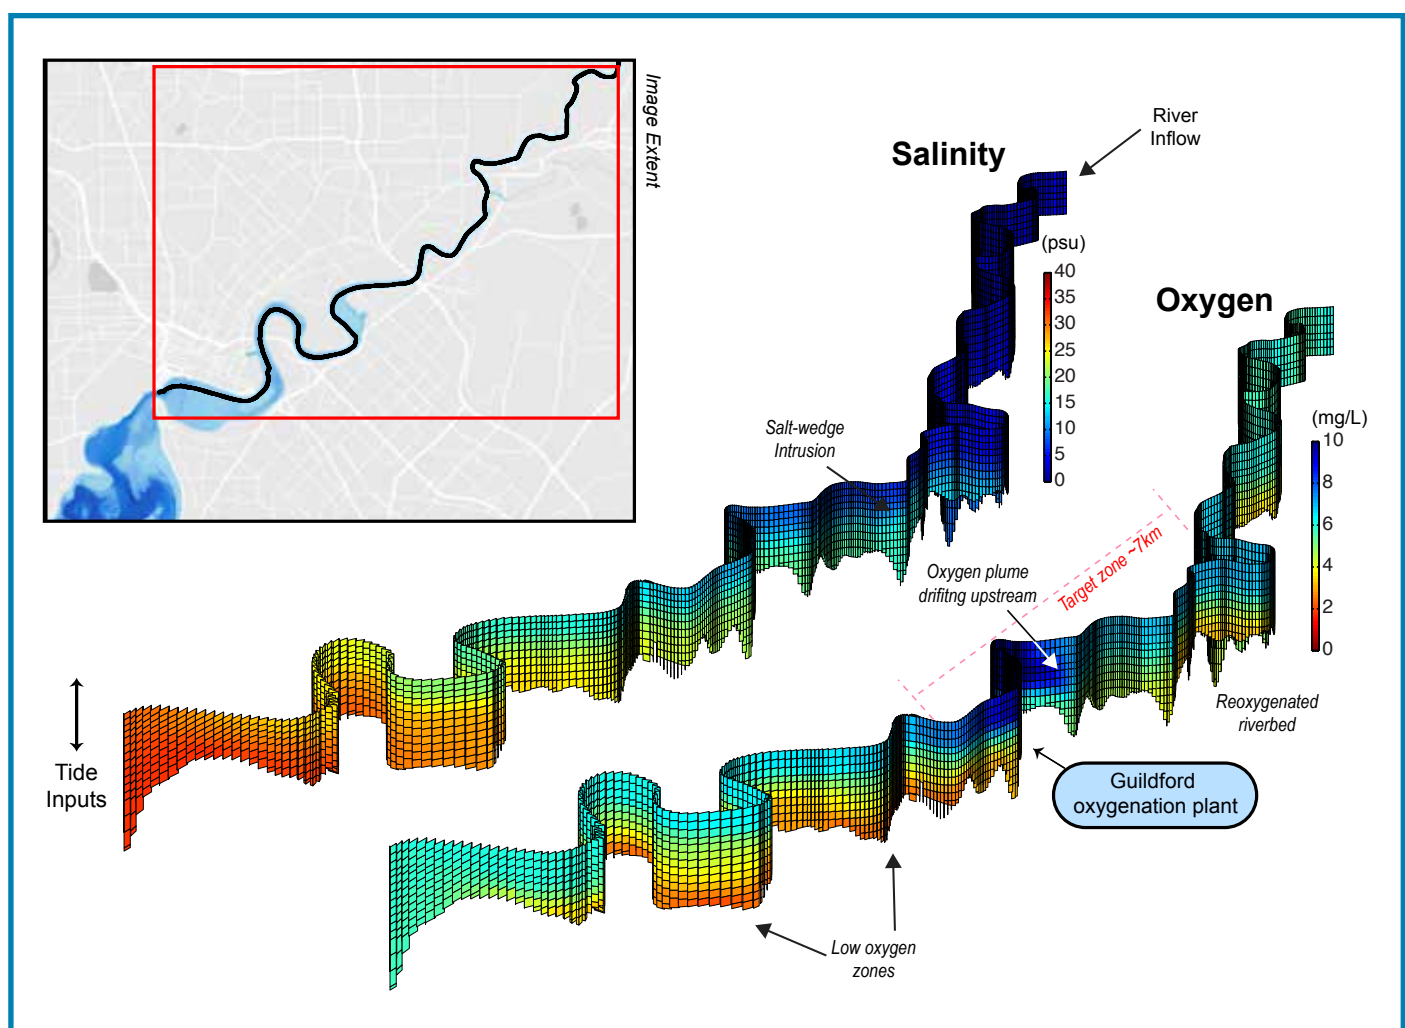 Image Extent
River
Inflow
Salinity
(psu)
40
35
30
25
20
15
10
5
0
Oxygen
(mg/L)
10
8
6
4
2
0
Salt-wedge
Intrusion
Target zone ~7km
Oxygen plume
drifitng upstream
Reoxygenated
riverbed
Guildford
oxygenation plant
Tide
Inputs
Low oxygen
zones